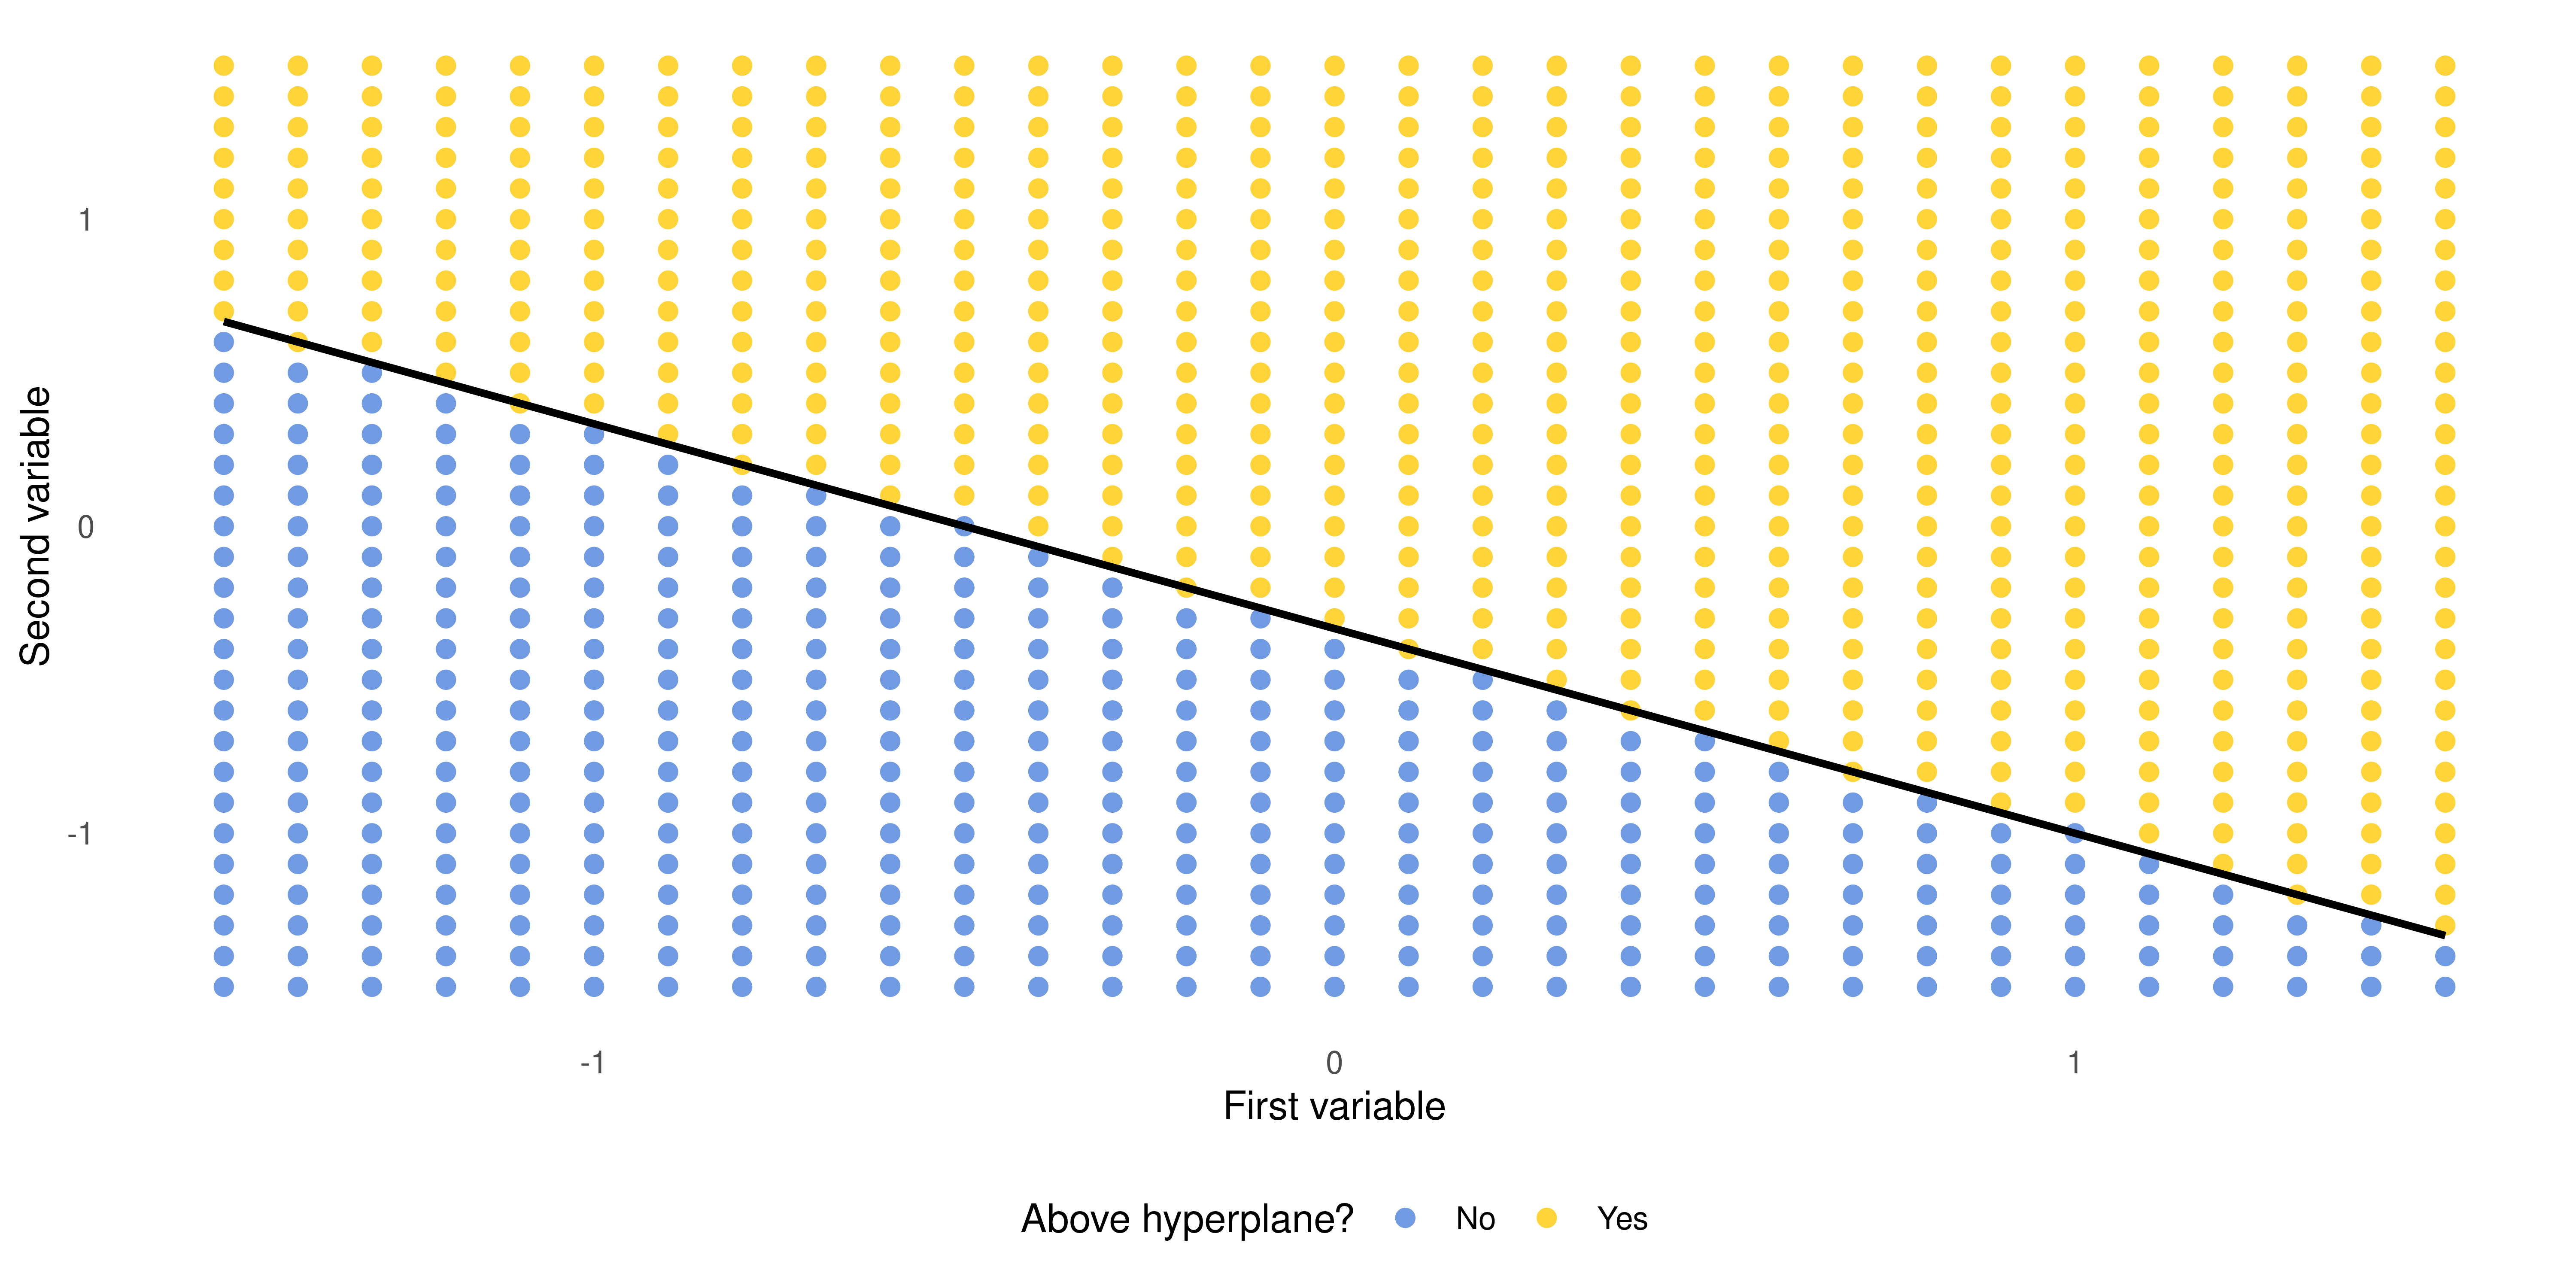 1
0
-1
Second variable
-1 0 1
First variable
Above hyperplane? No Yes